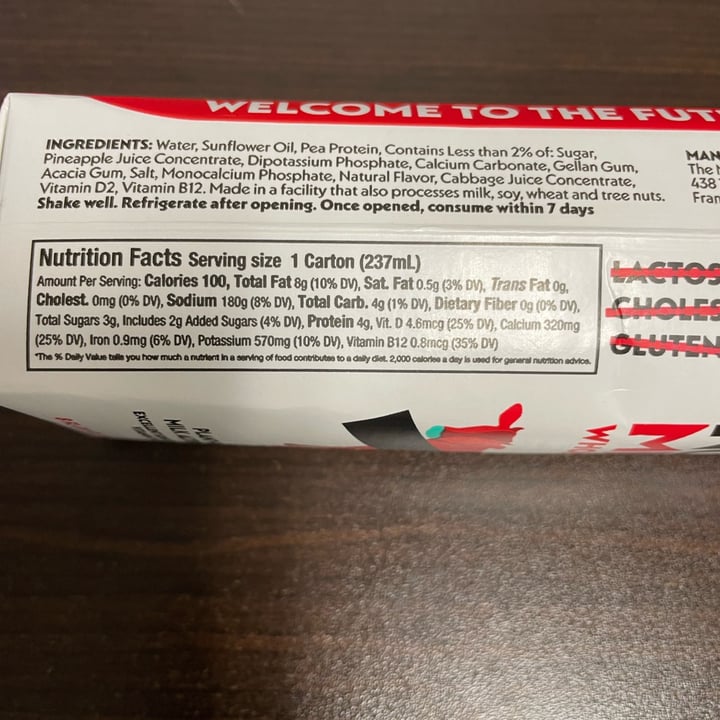 WELCOME TO THE FUT
INGREDIENTS: Water, Sunflower Oil, Pea Protein, Contains Less than 2% of: Sugar,
Pineapple Juice Concentrate, Dipotassium Phosphate, Calcium Carbonate, Gellan Gum,
Acacia Gum, Salt, Monocalcium Phosphate, Natural Flavor, Cabbage Juice Concentrate,
Vitamin D2, Vitamin B12. Made in a facility that also processes milk, soy, wheat and tree nuts.
Shake well. Refrigerate after opening. Once opened, consume within 7 days
MAN
The
438
Fran
Nutrition Facts Serving size 1 Carton (237mL)
Amount Per Serving: Calories 100, Total Fat 8g (10% DV), Sat. Fat 0.5g (3% DV), Trans Fat 0g,
Cholest. 0mg (0% DV), Sodium 180g (8% DV), Total Carb. 4g (1% DV), Dietary Fiber 0g (0% DV),
Total Sugars 3g, Includes 2g Added Sugars (4% DV), Protein 4g, Vit. D 4.6mcg (25% DV), Calcium 320mg
(25% DV), Iron 0.9mg (6% DV), Potassium 570mg (10% DV), Vitamin B12 0.8mcg (35% DV)
*The % Daily Value tells you how much a nutrient in a serving of food contributes to a daily diet. 2,000 calories a day is used for general nutrition advice.
LACTOS
CHOLES
GLUTEN
WH